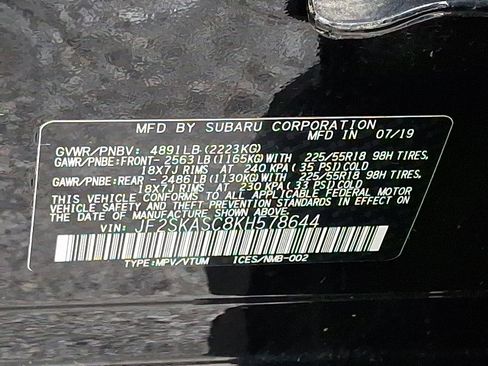 MFD BY SUBARU CORPORATION
GVWR/PNBV: 4891LB(2223KG) IN 07/19
GAWR/PNBE:FRONT- 2563LB(1165KG)WITH 225/55R18 98H TIRES,
18X7J RIMS AT 240 KPA(35 PSI)COLD
GAWR/PNBE:REAR - 2486LB(1130KG)WITH 225/55R18 98H TIRES,
18X7J RIMS AT 230 KPA(33 PSI)COLD
THIS VEHICLE CONFORMS TO ALL APPLICABLE FEDERAL MOTOR
VEHICLE SAFETY AND THEFT PREVENTION STANDARDS IN EFFECT ON
THE DATE OF MANUFACTURE SHOWN ABOVE.
VIN: JF2SKASC8KH578644
TYPE:MPV/VTUM ICES/NMB-002